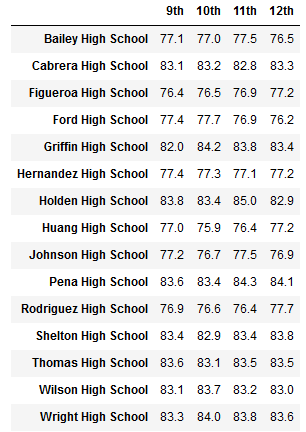 9th 10th 11th 12th
Bailey High School 77.1 77.0 77.5 76.5
Cabrera High School 83.1 83.2 82.8 83.3
Figueroa High School 76.4 76.5 76.9 77.2
Ford High School 77.4 77.7 76.9 76.2
Griffin High School 82.0 84.2 83.8 83.4
Hernandez High School 77.4 77.3 77.1 77.2
Holden High School 83.8 83.4 85.0 82.9
Huang High School 77.0 75.9 76.4 77.2
Johnson High School 77.2 76.7 77.5 76.9
Pena High School 83.6 83.4 84.3 84.1
Rodriguez High School 76.9 76.6 76.4 77.7
Shelton High School 83.4 82.9 83.4 83.8
Thomas High School 83.6 83.1 83.5 83.5
Wilson High School 83.1 83.7 83.2 83.0
Wright High School 83.3 84.0 83.8 83.6